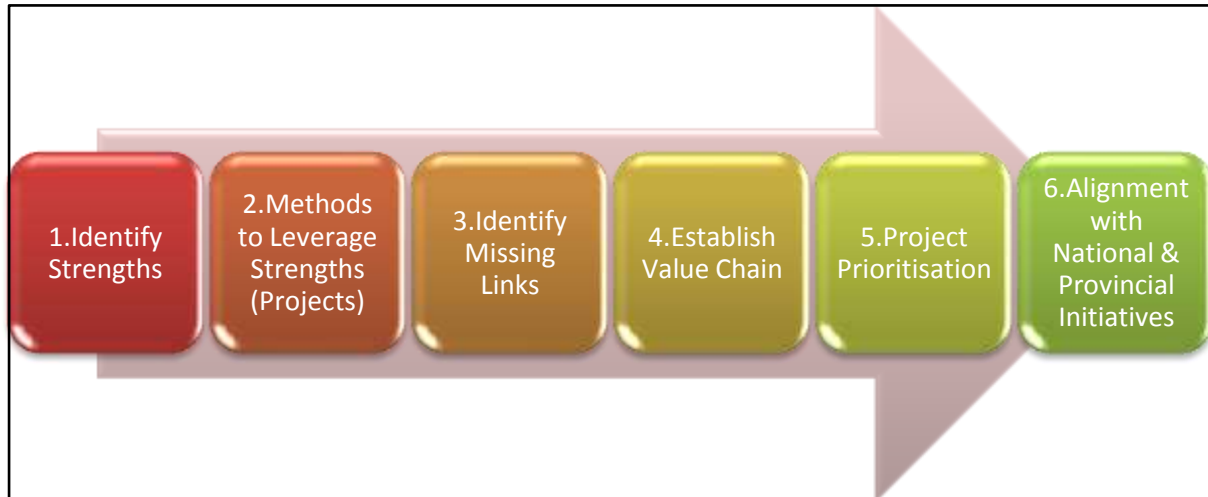 1.Identify
Strengths
2.Methods
to Leverage
Strengths
(Projects)
3.Identify
Missing
Links
4.Establish
Value Chain
5.Project
Prioritisation
6.Alignment
with
National &
Provincial
Initiatives